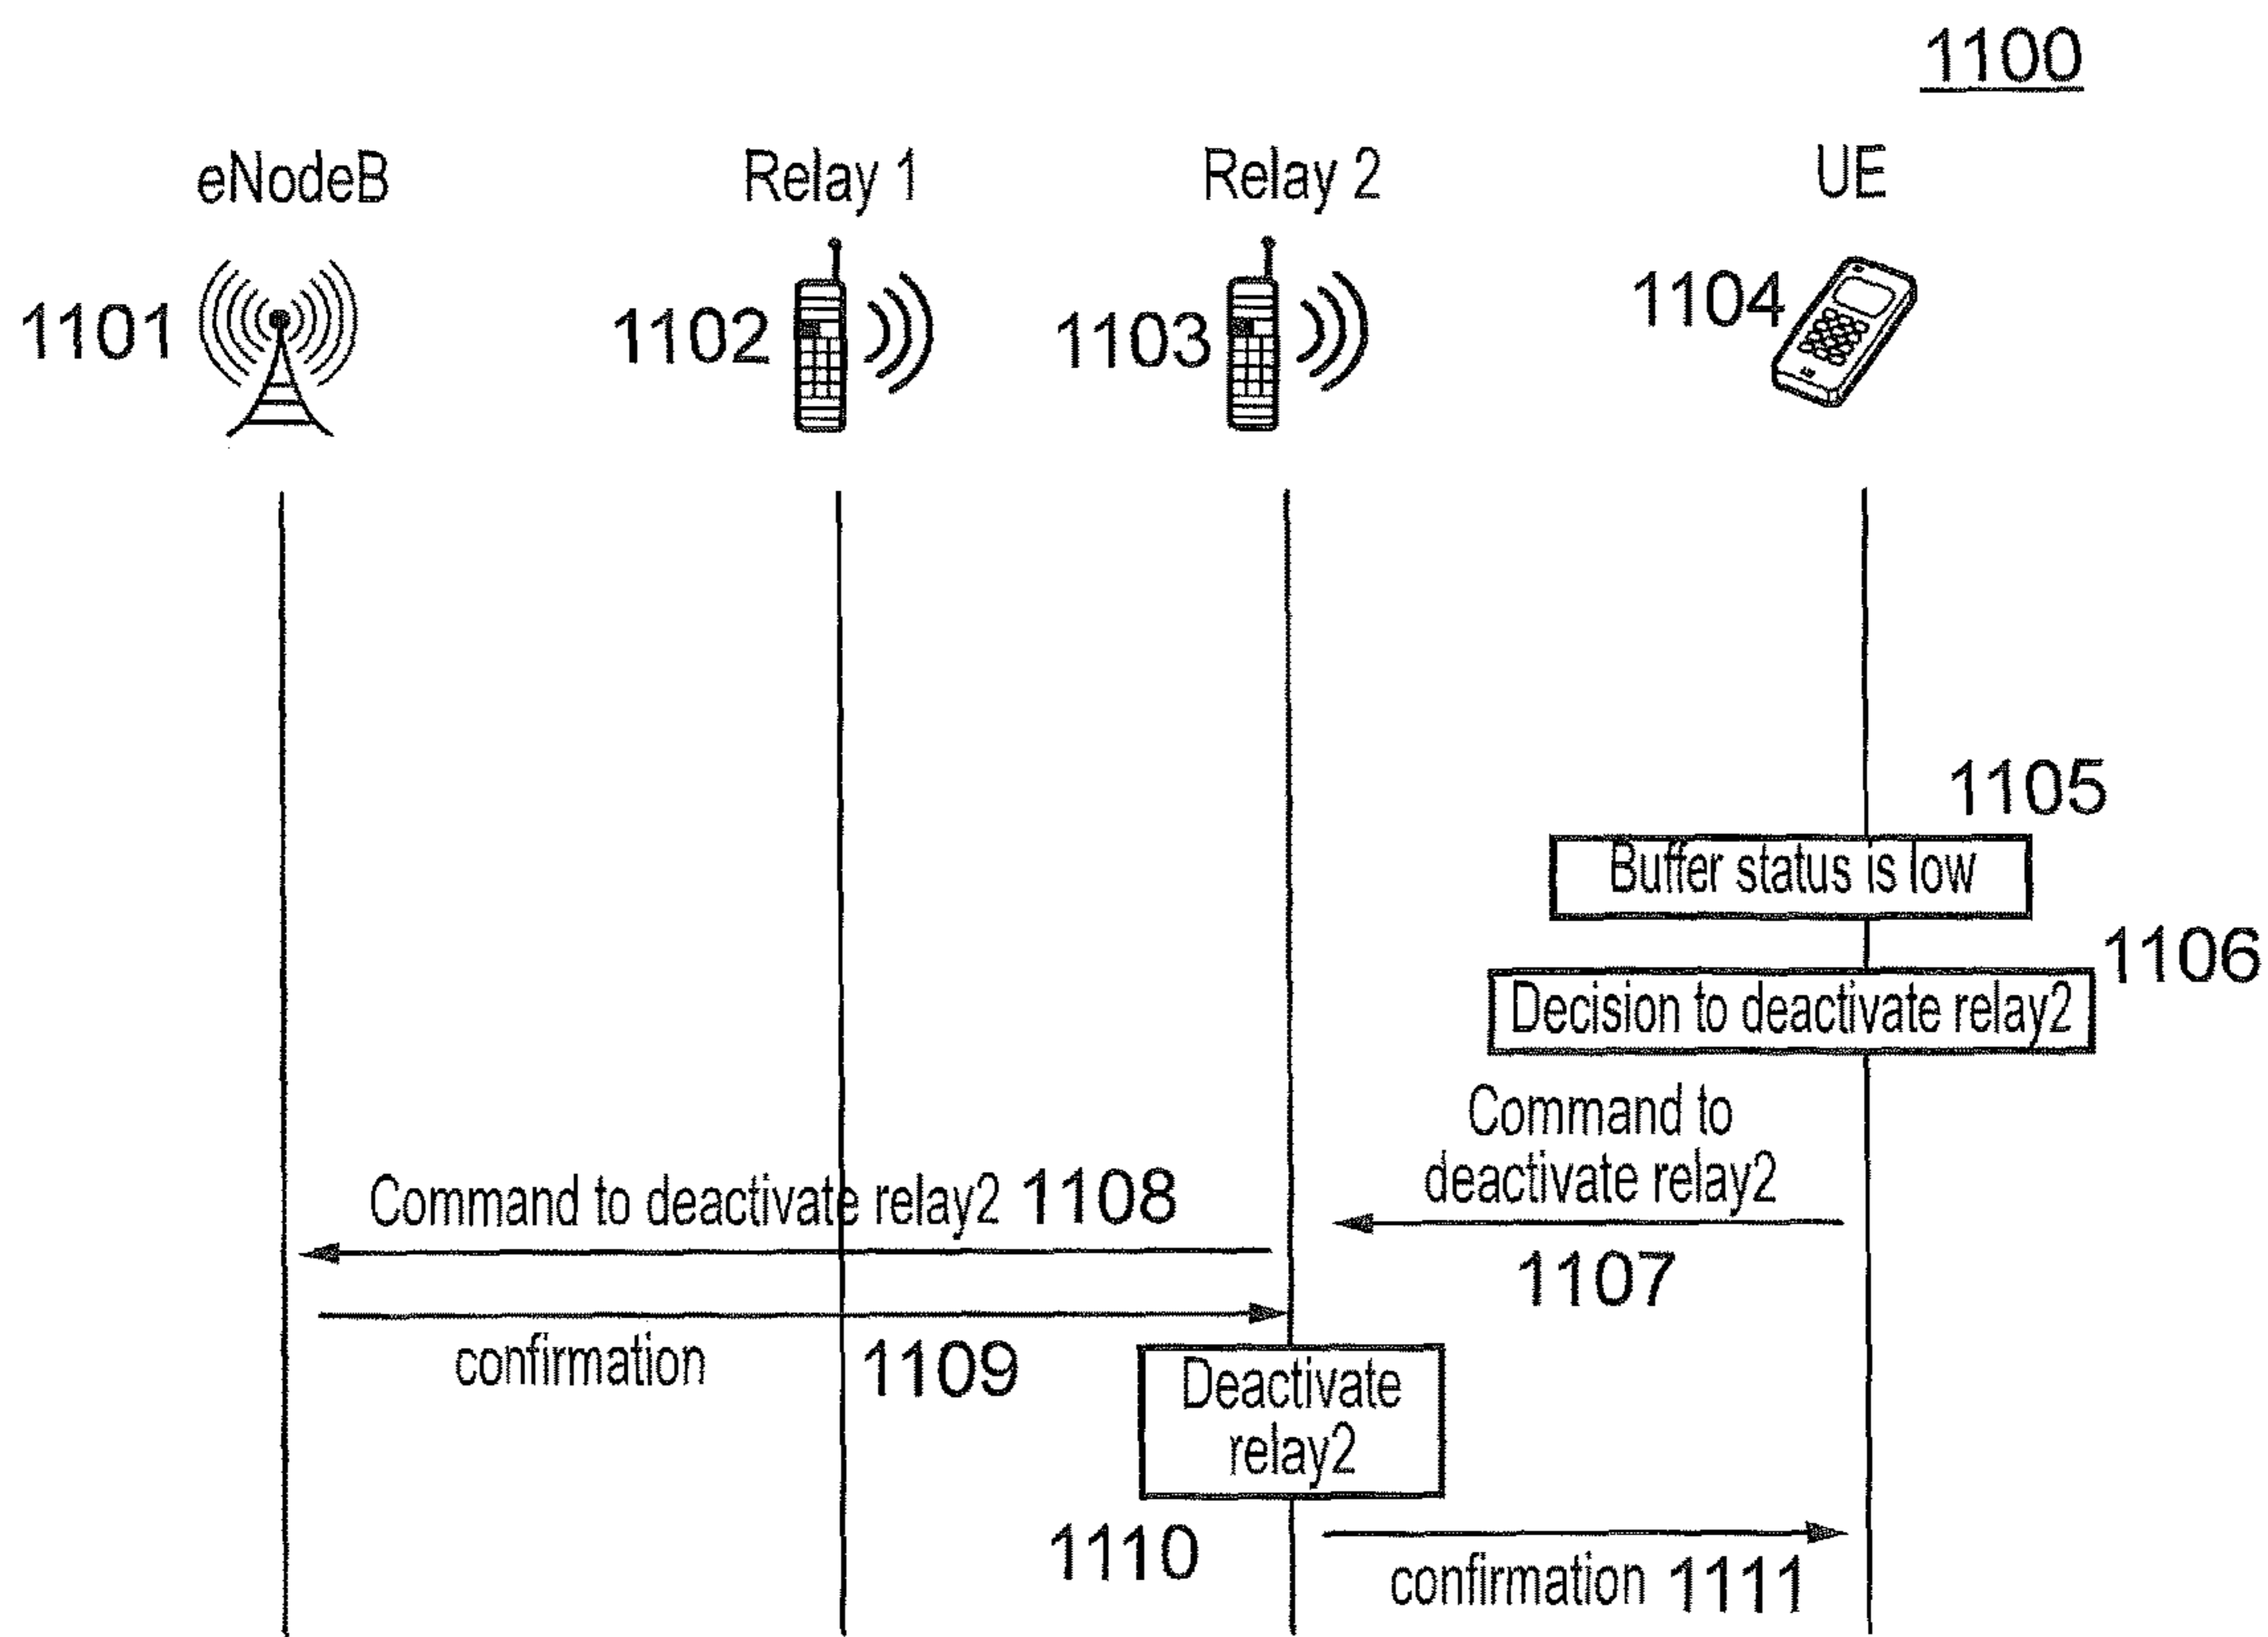 1100
eNodeB
Relay 1
Relay 2
UE
1101
1102
1103
1104
1105
Buffer status is low
1106
Decision to deactivate relay2
Command to
deactivate relay2
1107
Command to deactivate relay2 1108
confirmation 1109
Deactivate
relay2
1110
confirmation 1111